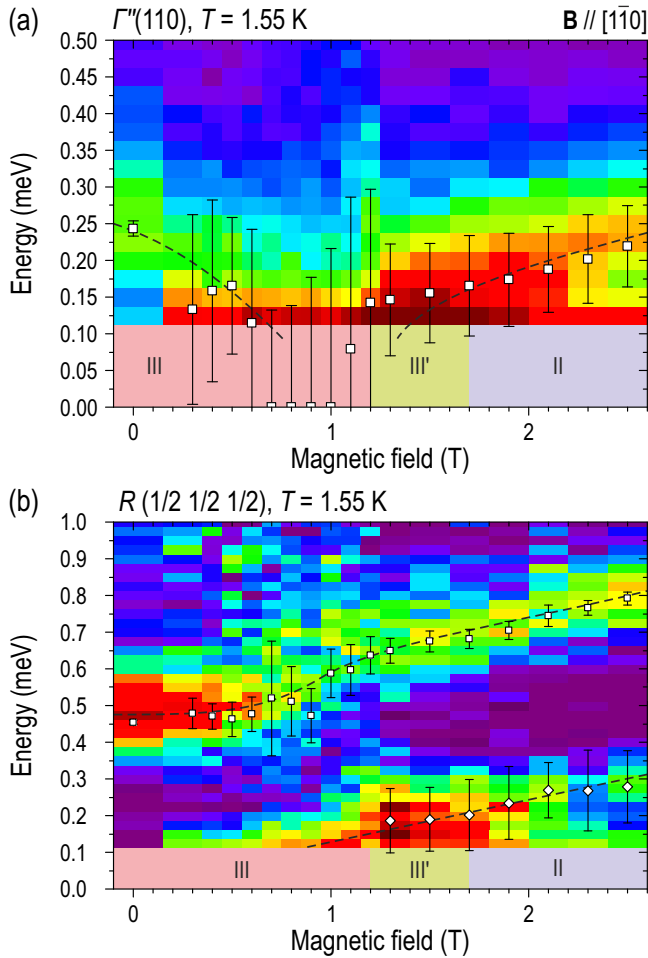 (a) Γ″(110), T = 1.55 K B // [11̅0]
0.50
0.45
0.40
0.35
0.30
0.25
0.20
0.15
0.10
0.05
0.00
Energy (meV)
III III' II
0 1 2
Magnetic field (T)
(b) R (1/2 1/2 1/2), T = 1.55 K
1.0
0.9
0.8
0.7
0.6
0.5
0.4
0.3
0.2
0.1
0.0
Energy (meV)
III III' II
0 1 2
Magnetic field (T)